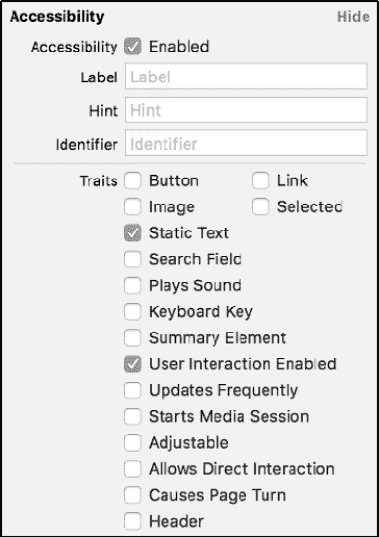 Accessibility Hide
Accessibility Enabled
Label Label
Hint Hint
Identifier Identifier
Traits Button Link
Image Selected
Static Text
Search Field
Plays Sound
Keyboard Key
Summary Element
User Interaction Enabled
Updates Frequently
Starts Media Session
Adjustable
Allows Direct Interaction
Causes Page Turn
Header